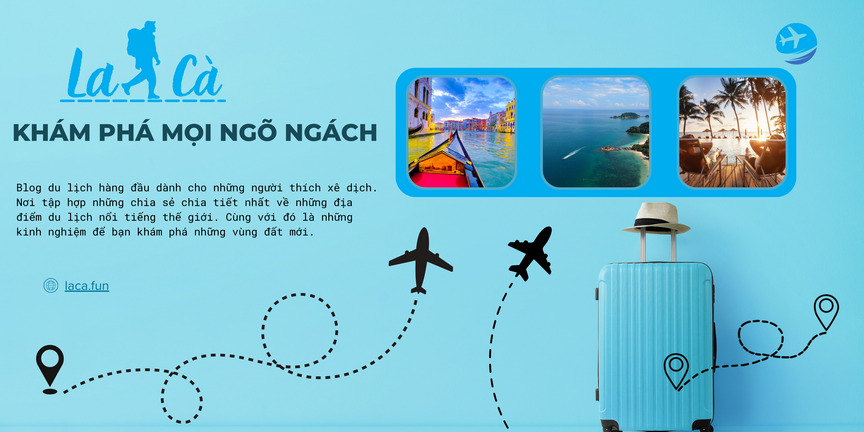 La Cà
KHÁM PHÁ MỌI NGÕ NGÁCH
Blog du lịch hàng đầu dành cho những người thích xê dịch.
Nơi tập hợp những chia sẻ chia tiết nhất về những địa
điểm du lịch nổi tiếng thế giới. Cùng với đó là những
kinh nghiệm để bạn khám phá những vùng đất mới.
laca.fun